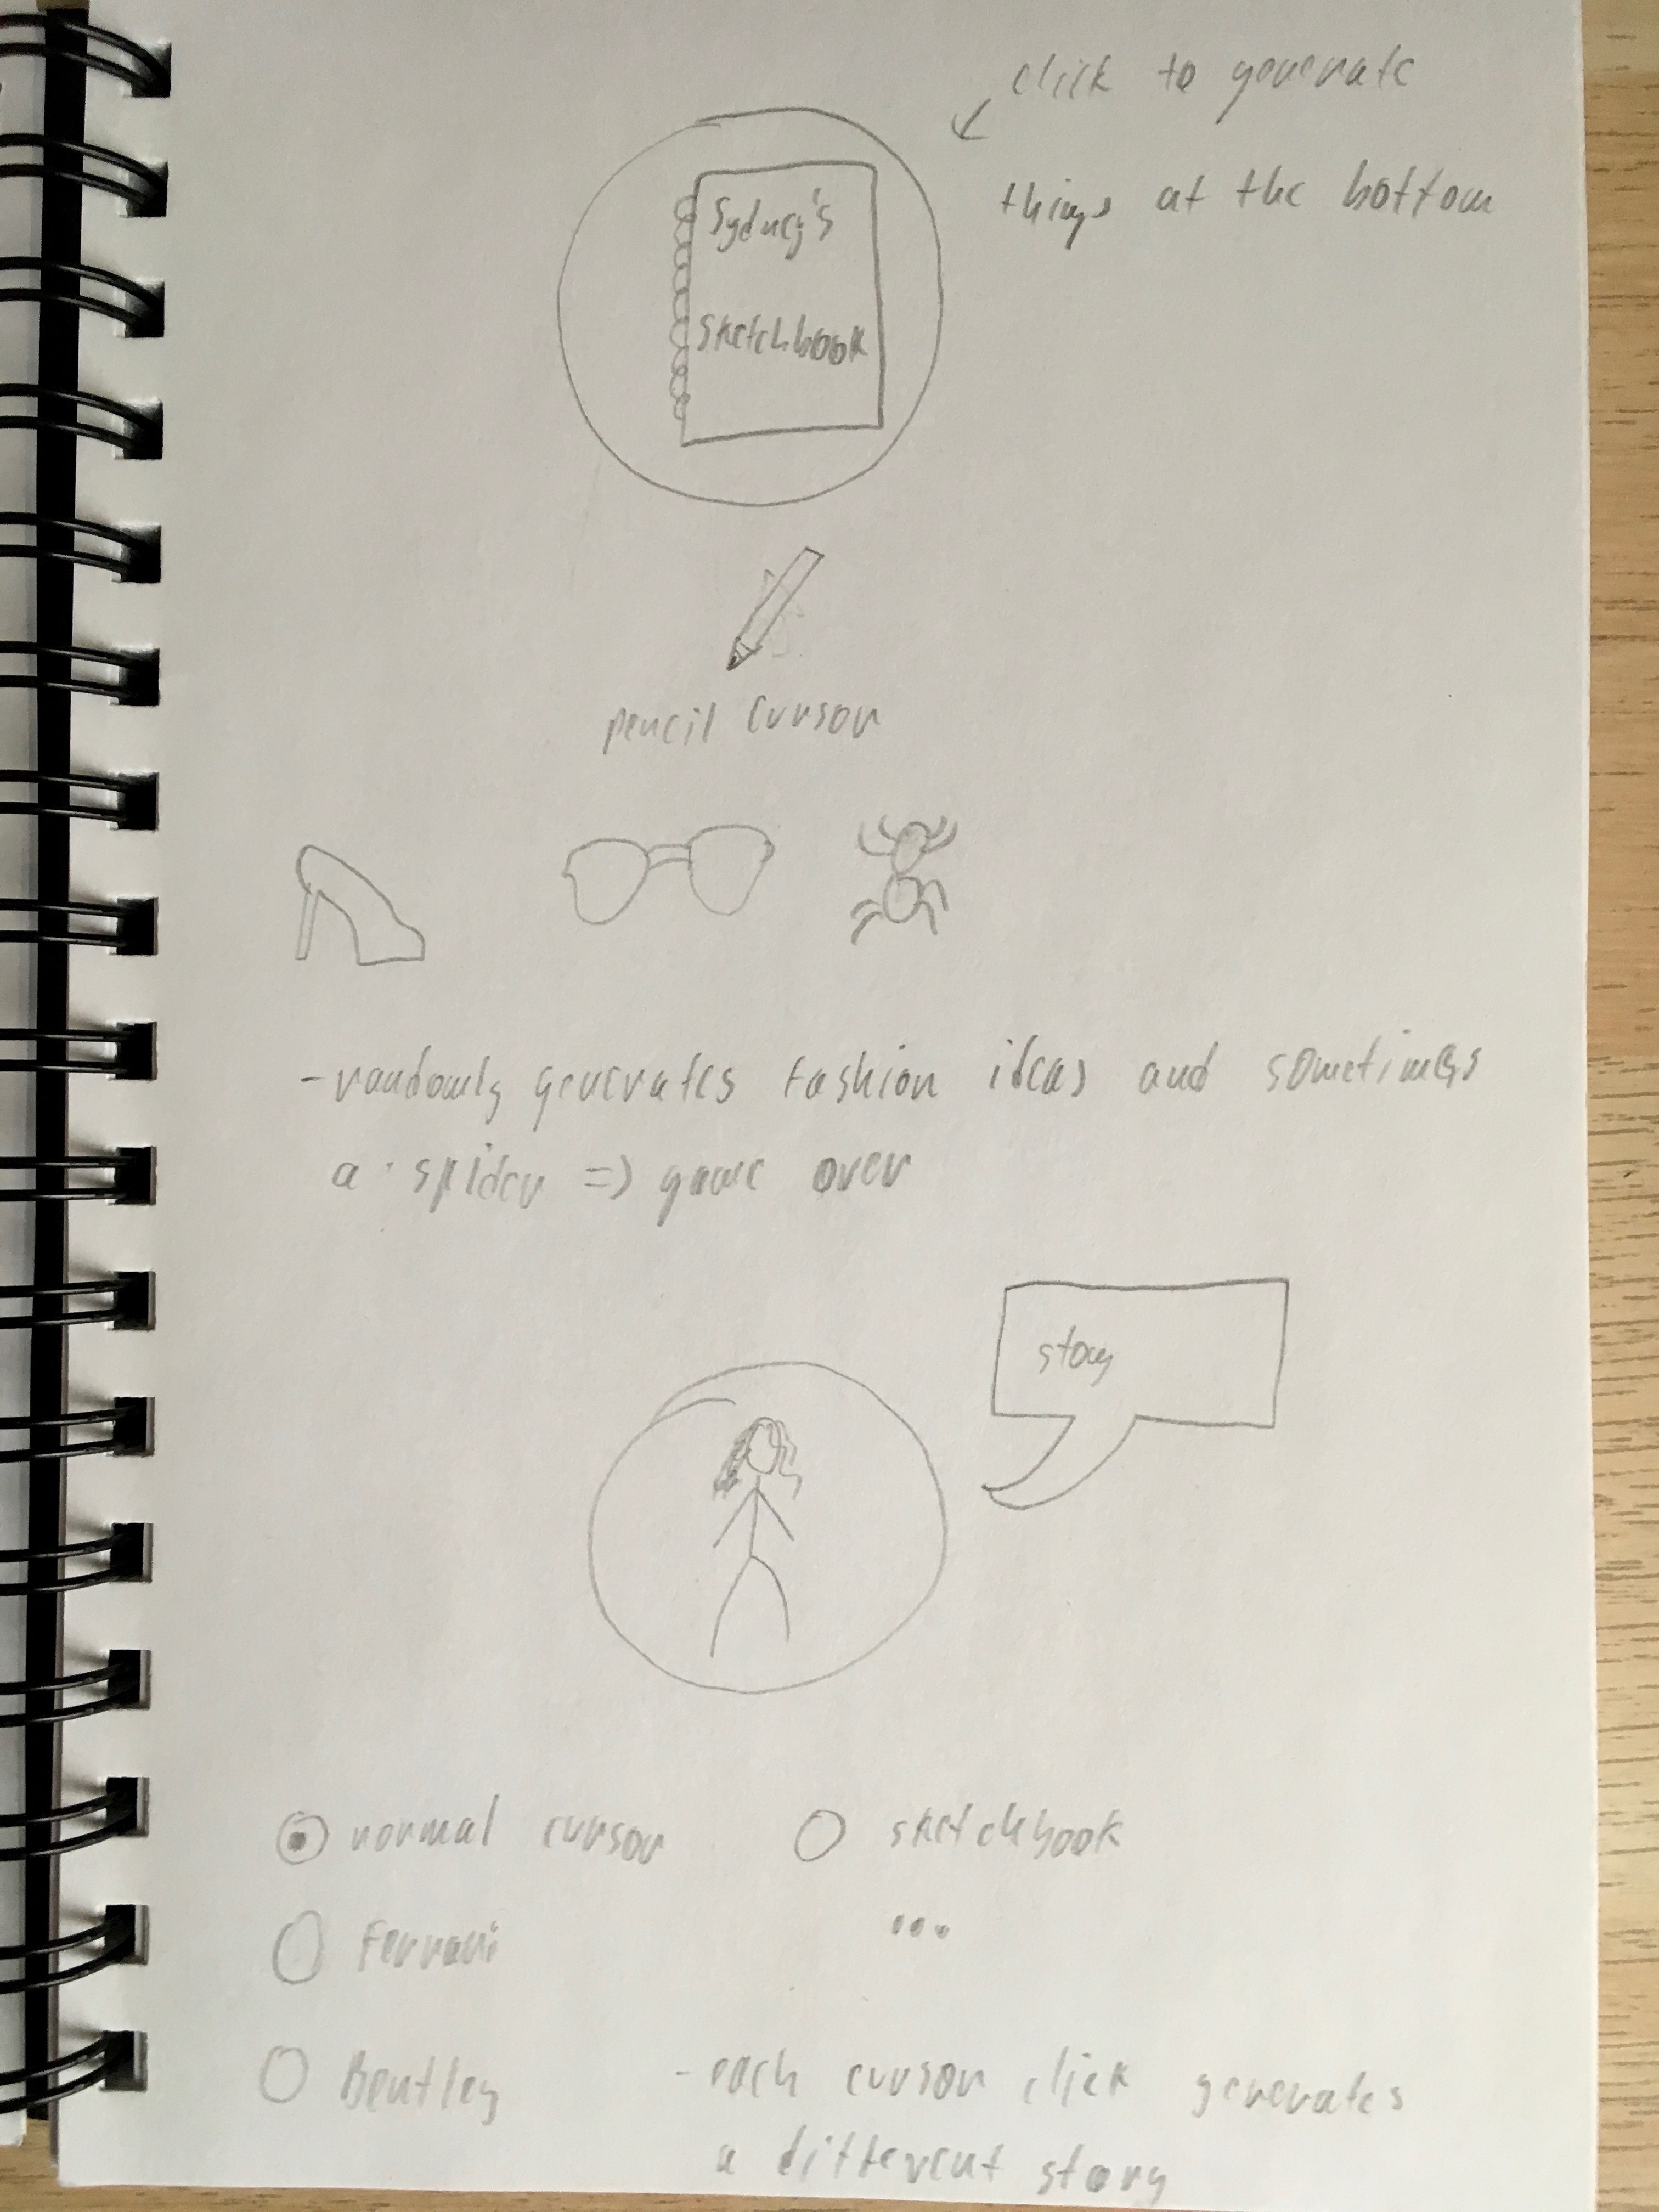 click to generate
things at the bottom
Sydney's
Sketchbook
pencil cursor
-randomly generates fashion ideas and sometimes
a spider => game over
story
normal cursor
sketchbook
Ferrari
...
Bentley
-each cursor click generates
a different story